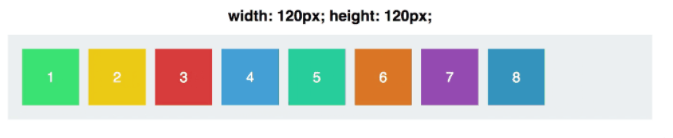 width: 120px; height: 120px;
1 2 3 4 5 6 7 8